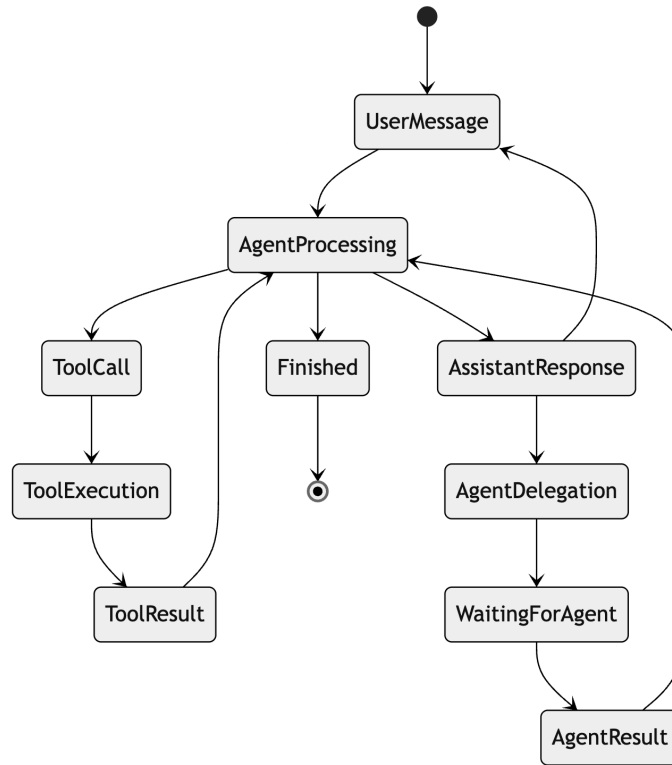 UserMessage
AgentProcessing
ToolCall
Finished
AssistantResponse
ToolExecution
AgentDelegation
ToolResult
WaitingForAgent
AgentResult